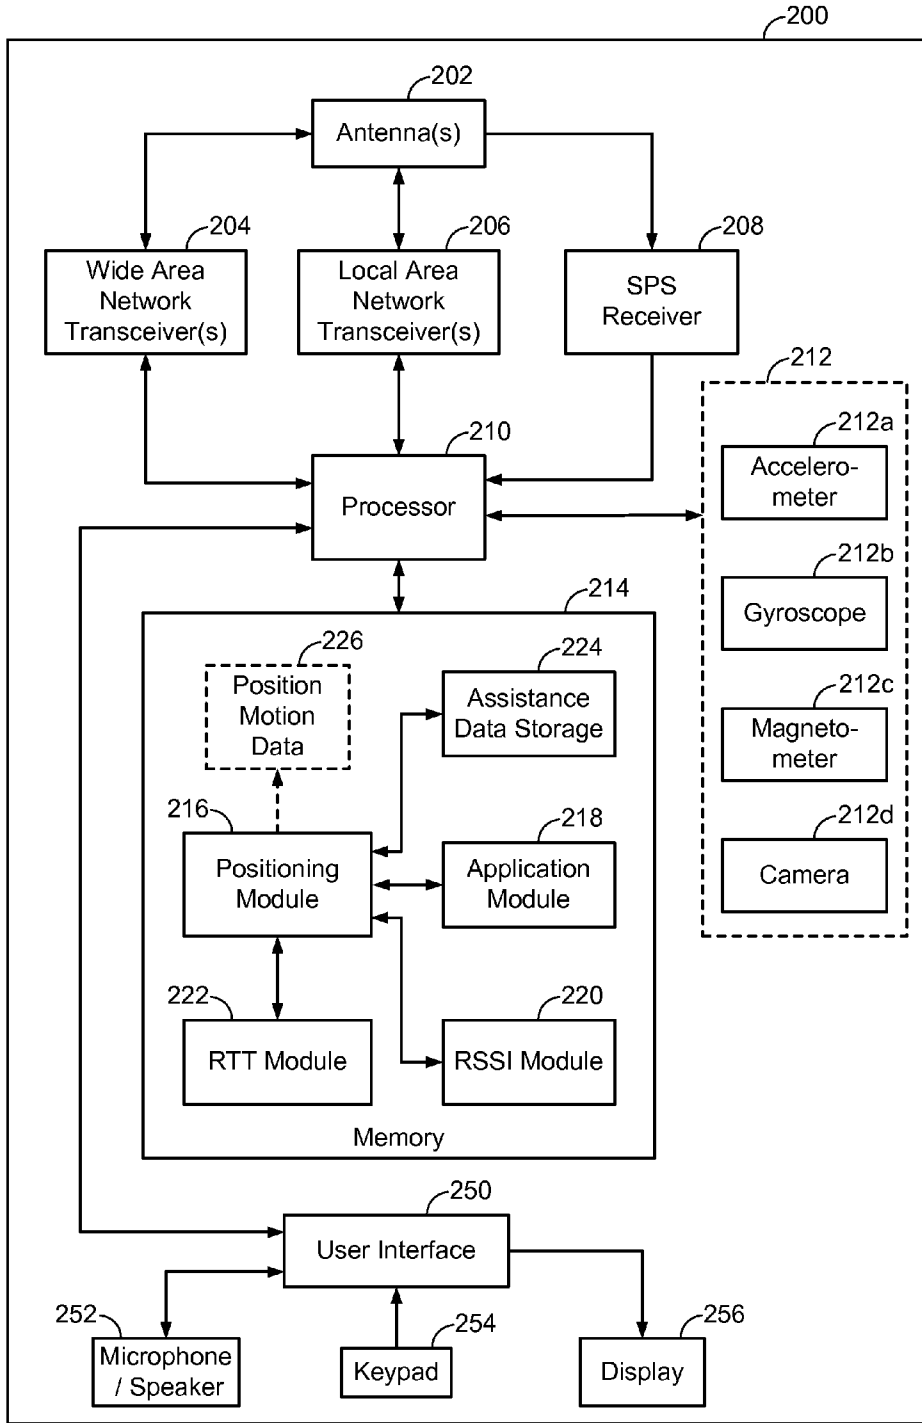 200
202
Antenna(s)
204
Wide Area
Network
Transceiver(s)
206
Local Area
Network
Transceiver(s)
208
SPS
Receiver
210
Processor
212
212a
Accelero-
meter
212b
Gyroscope
212c
Magneto-
meter
212d
Camera
214
226
Position
Motion
Data
224
Assistance
Data Storage
216
Positioning
Module
218
Application
Module
222
RTT Module
220
RSSI Module
Memory
250
User Interface
252
Microphone
/ Speaker
254
Keypad
256
Display